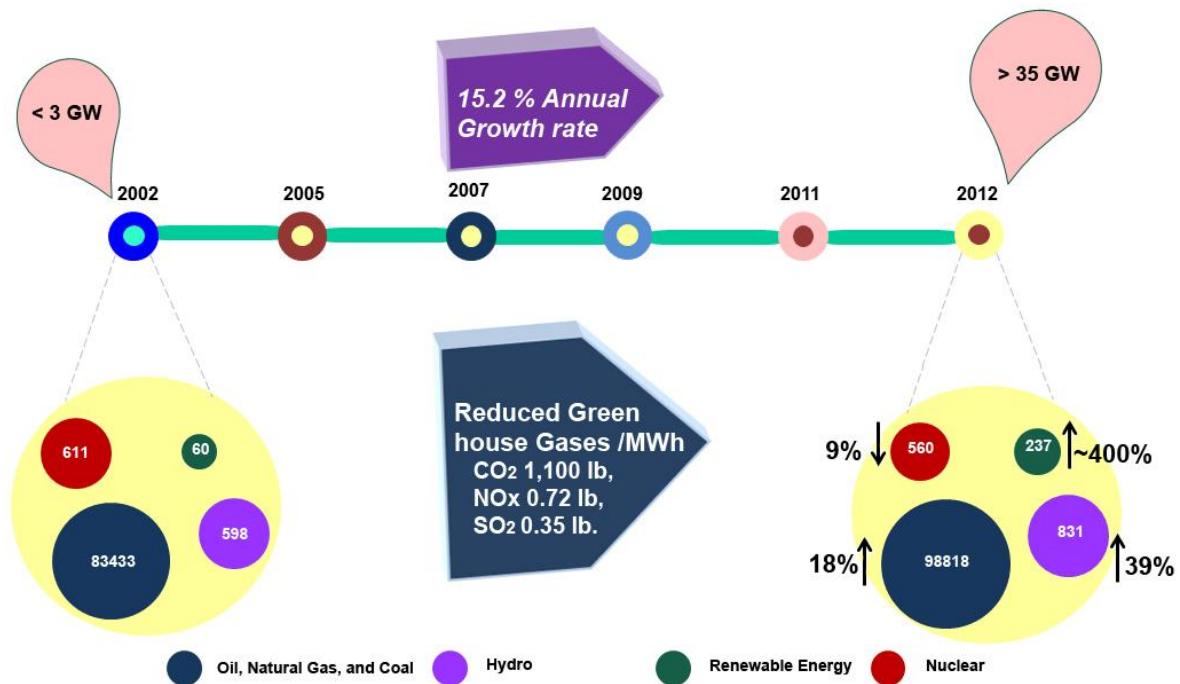 < 3 GW
15.2 % Annual
Growth rate
> 35 GW
2002
2005
2007
2009
2011
2012
Reduced Green
house Gases /MWh
CO₂ 1,100 lb,
NOx 0.72 lb,
SO₂ 0.35 lb.
611
60
83433
598
9%
560
237
~400%
18%
98818
831
39%
Oil, Natural Gas, and Coal
Hydro
Renewable Energy
Nuclear